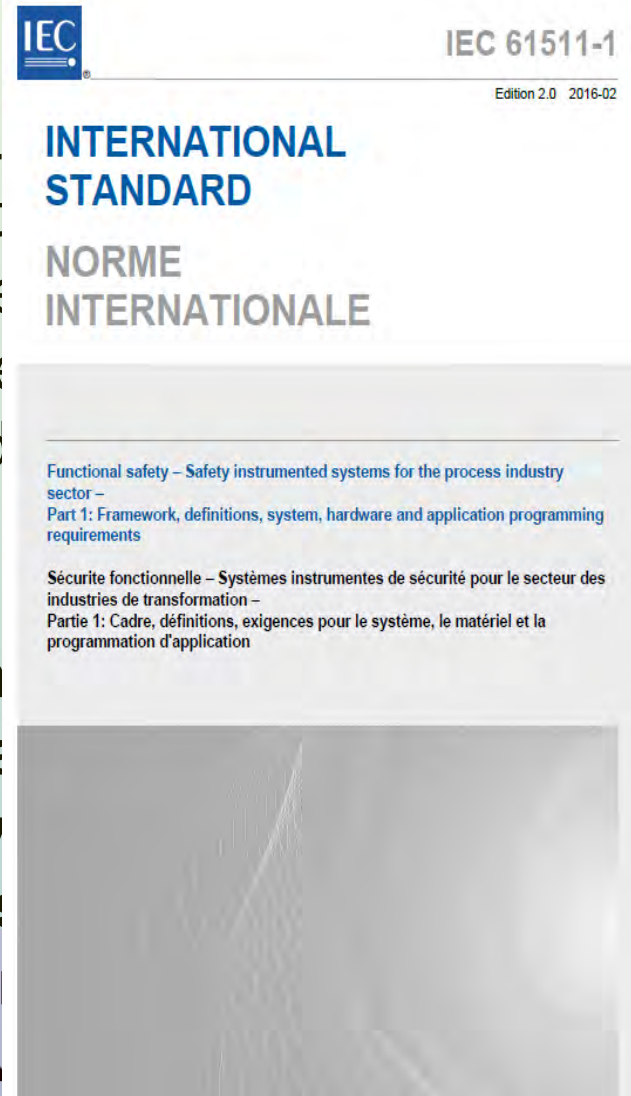 IEC
®
IEC 61511-1
Edition 2.0 2016-02
INTERNATIONAL
STANDARD
NORME
INTERNATIONALE
Functional safety – Safety instrumented systems for the process industry
sector –
Part 1: Framework, definitions, system, hardware and application programming
requirements
Sécurite fonctionnelle – Systèmes instrumentes de sécurité pour le secteur des
industries de transformation –
Partie 1: Cadre, définitions, exigences pour le système, le matériel et la
programmation d'application